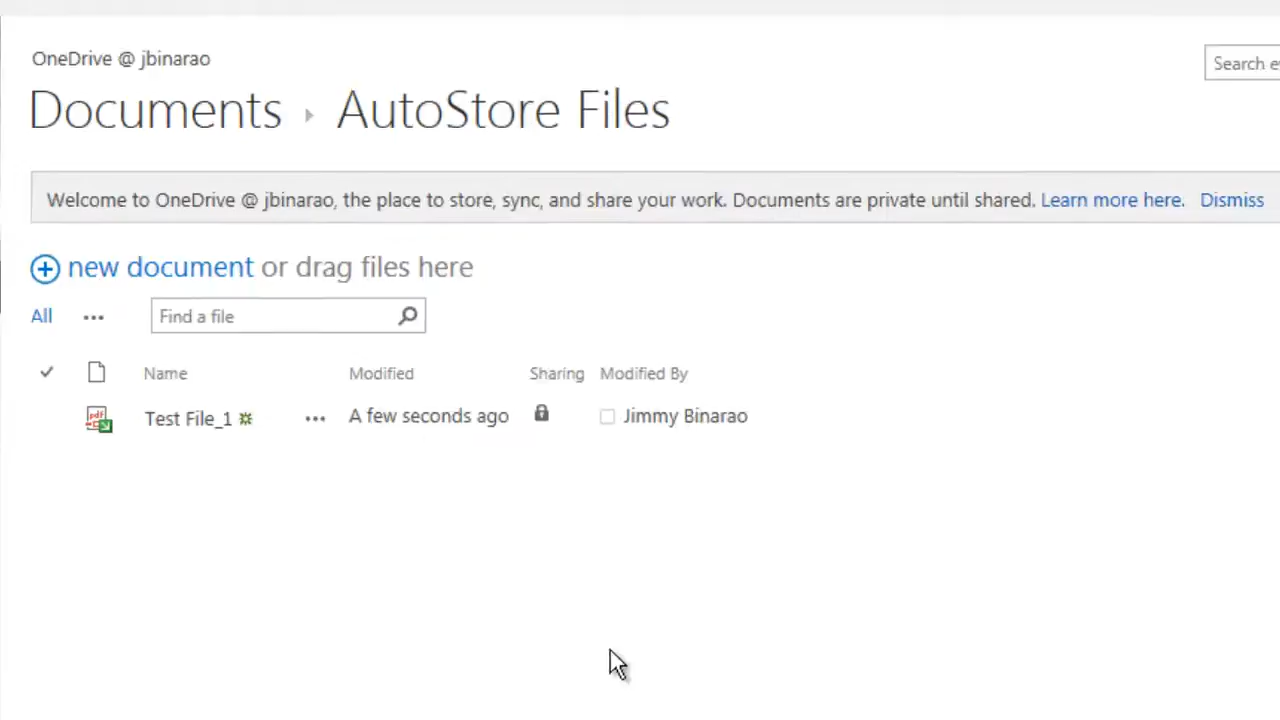 OneDrive @ jbinarao
Documents ▸ AutoStore Files
Search e
Welcome to OneDrive @ jbinarao, the place to store, sync, and share your work. Documents are private until shared. Learn more here. Dismiss
new document or drag files here
All ••• Find a file
Name Modified Sharing Modified By
pdf Test File_1 ••• A few seconds ago Jimmy Binarao